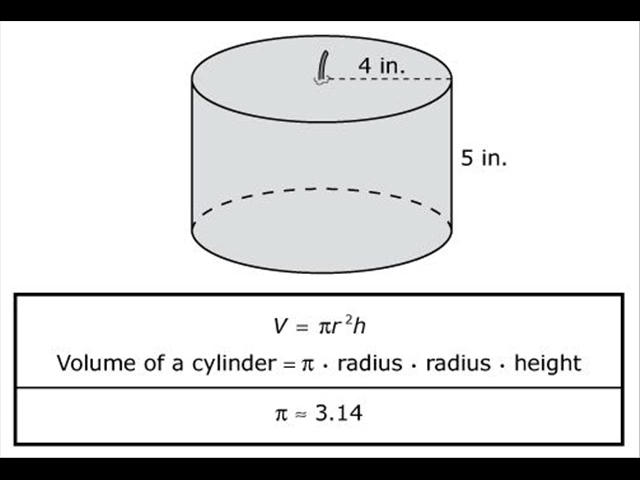 4 in.
5 in.
V = πr²h
Volume of a cylinder = π · radius · radius · height
π ≈ 3.14